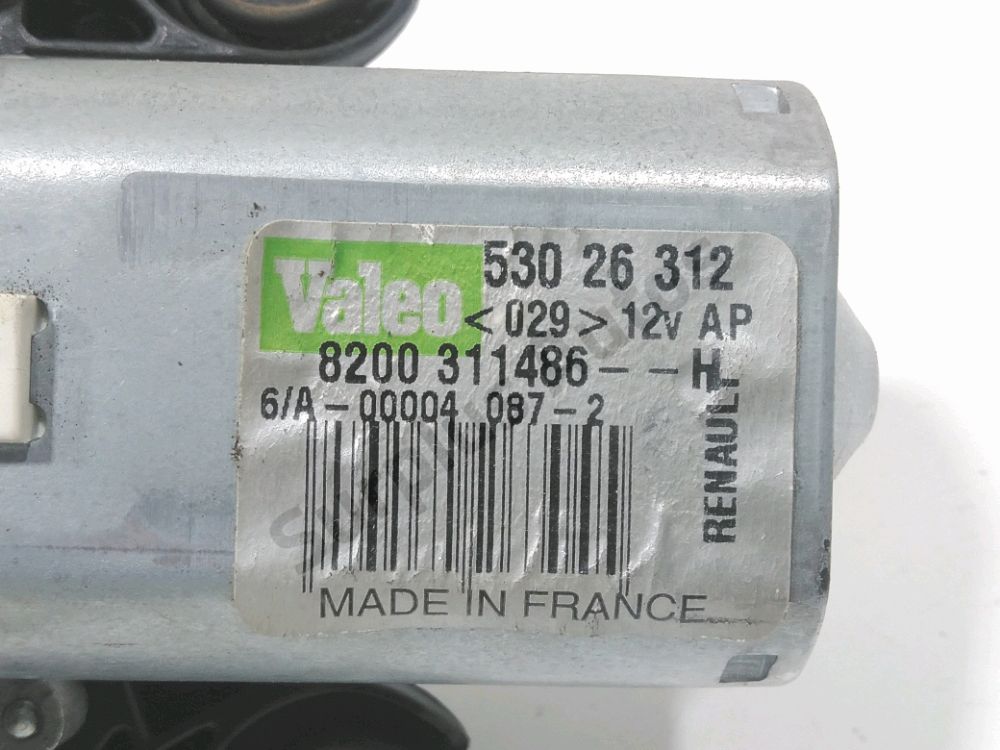 Valeo 530 26 312
<029> 12v AP
8200 311486--H
6/A-00004 087-2
RENAULT
MADE IN FRANCE